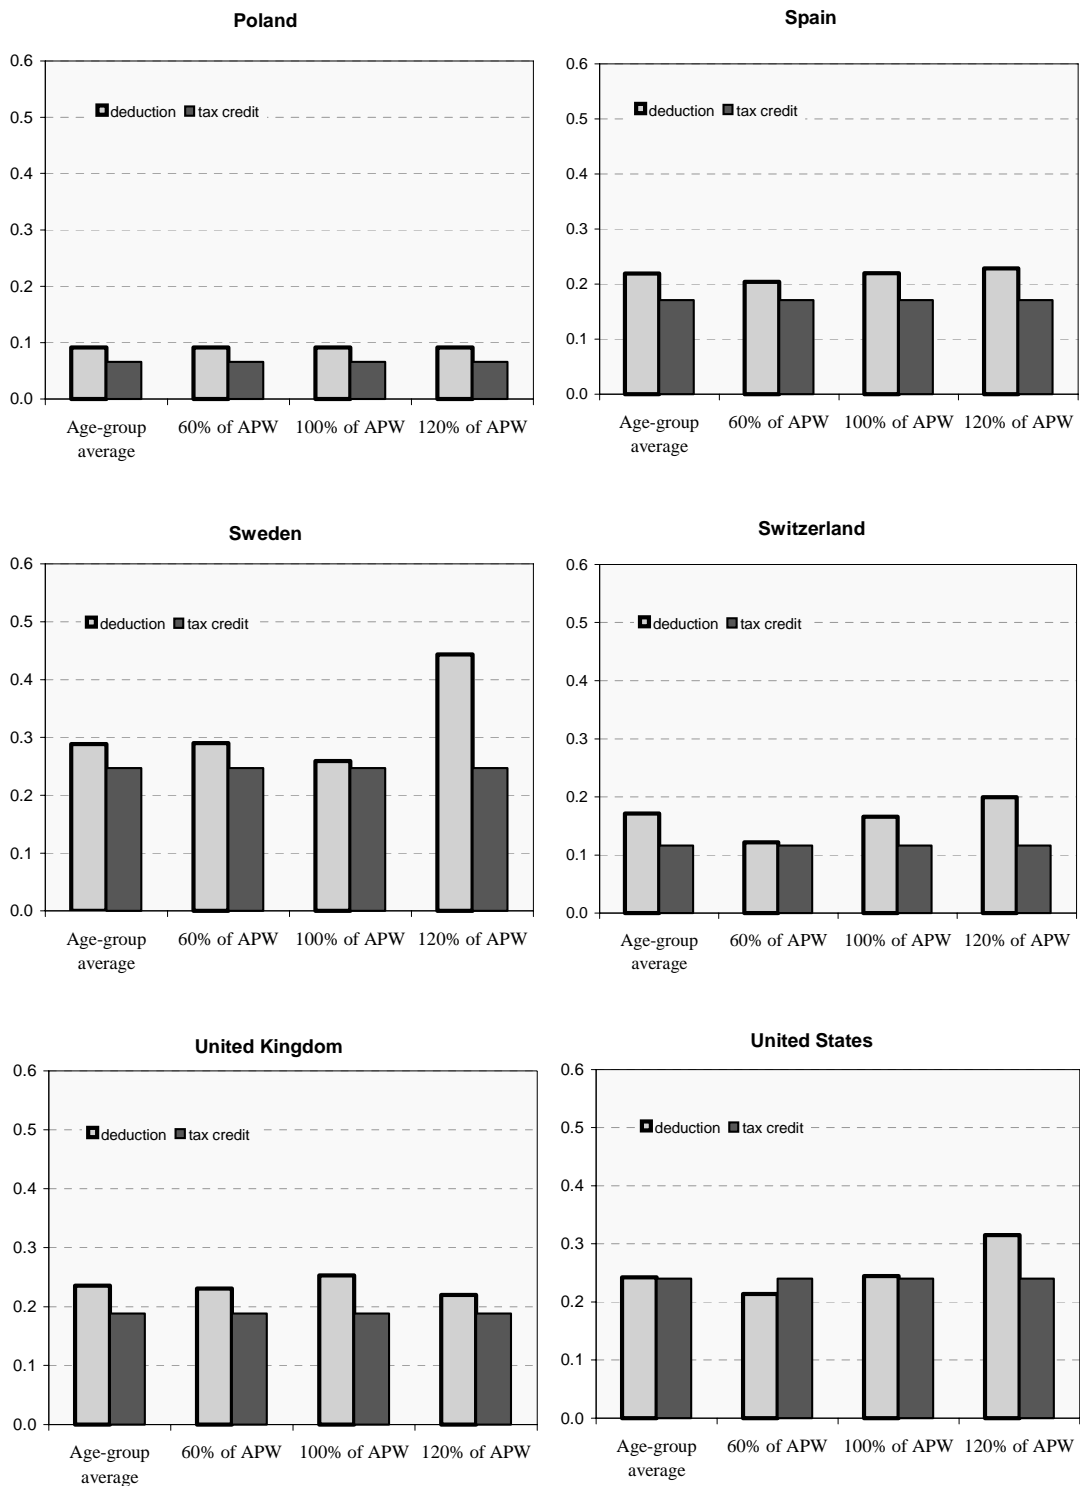 Poland
0.6
0.5
0.4
0.3
0.2
0.1
0.0
deduction tax credit
Age-group average 60% of APW 100% of APW 120% of APW
Spain
0.6
0.5
0.4
0.3
0.2
0.1
0.0
deduction tax credit
Age-group average 60% of APW 100% of APW 120% of APW
Sweden
0.6
0.5
0.4
0.3
0.2
0.1
0.0
deduction tax credit
Age-group average 60% of APW 100% of APW 120% of APW
Switzerland
0.6
0.5
0.4
0.3
0.2
0.1
0.0
deduction tax credit
Age-group average 60% of APW 100% of APW 120% of APW
United Kingdom
0.6
0.5
0.4
0.3
0.2
0.1
0.0
deduction tax credit
Age-group average 60% of APW 100% of APW 120% of APW
United States
0.6
0.5
0.4
0.3
0.2
0.1
0.0
deduction tax credit
Age-group average 60% of APW 100% of APW 120% of APW